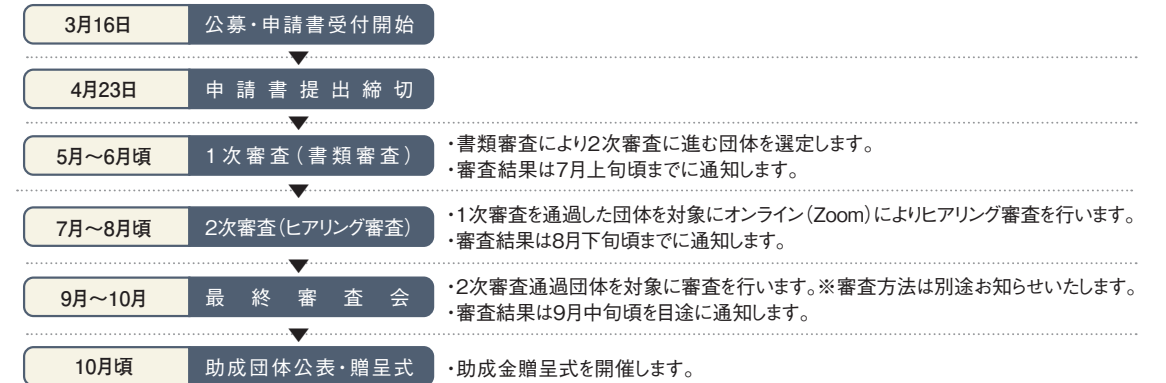 3月16日 公募・申請書受付開始
4月23日 申請書提出締切
5月～6月頃 1次審査(書類審査)
・書類審査により2次審査に進む団体を選定します。
・審査結果は7月上旬頃までに通知します。
7月～8月頃 2次審査(ヒアリング審査)
・1次審査を通過した団体を対象にオンライン(Zoom)によりヒアリング審査を行います。
・審査結果は8月下旬頃までに通知します。
9月～10月 最終審査会
・2次審査通過団体を対象に審査を行います。※審査方法は別途お知らせいたします。
・審査結果は9月中旬頃を目途に通知します。
10月頃 助成団体公表・贈呈式
・助成金贈呈式を開催します。